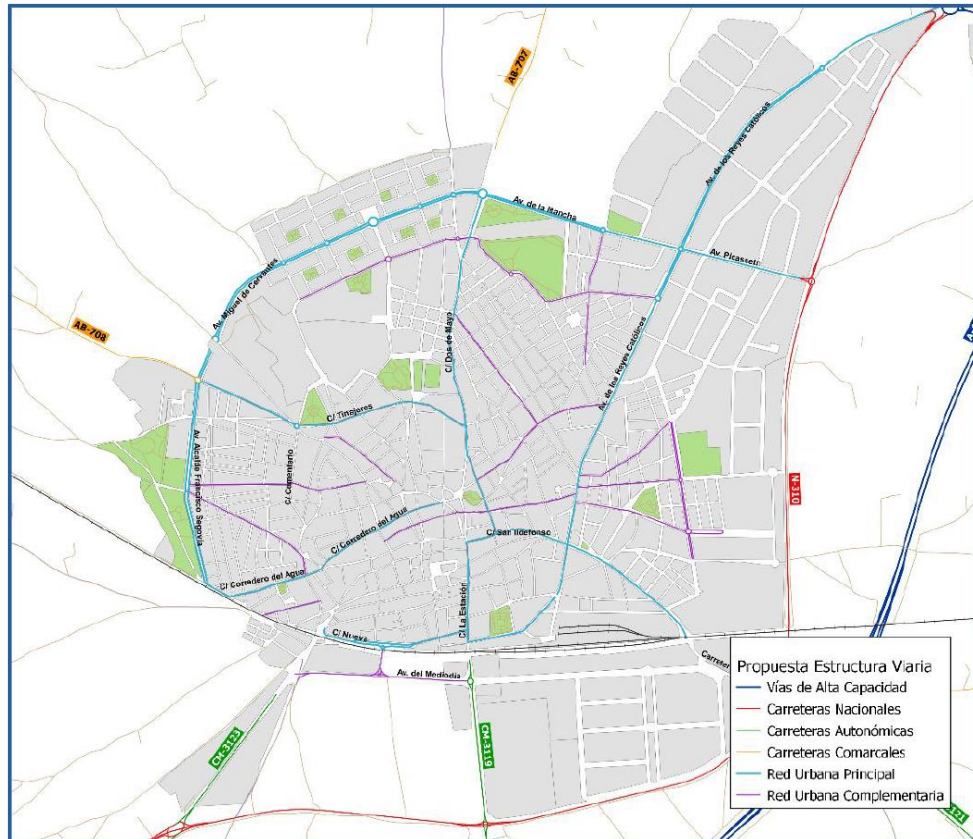 AB-707
Av. de los Reyes Católicos
Av. de la Mancha
Av. Picassent
Av. Miguel de Cervantes
AB-708
C/ Dos de Mayo
Av. de los Reyes Católicos
C/ Tinajeros
Av. Alcalde Francisco Segovia
C/ Cementario
N-310
C/ Corredero del Agua
C/ San Ildefonso
C/ Corredero del Agua
C/ La Estación
C/ Nueva
Av. del Mediodía
CM-3123
CM-3119
Propuesta Estructura Viaria
Vías de Alta Capacidad
Carreteras Nacionales
Carreteras Autonómicas
Carreteras Comarcales
Red Urbana Principal
Red Urbana Complementaria